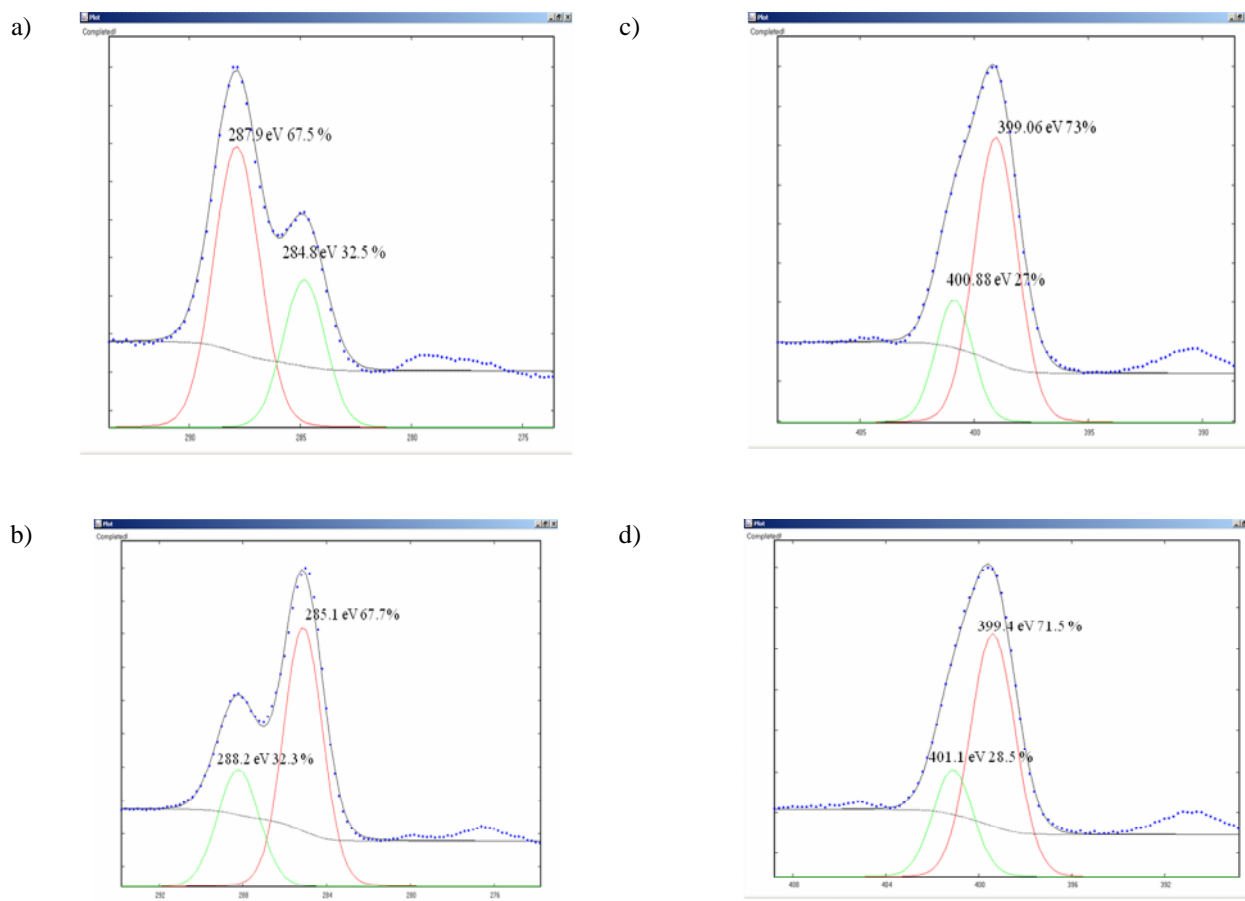 a)
Plot
Completed!
287.9 eV 67.5 %
284.8 eV 32.5 %
290 285 280 275
c)
Plot
Completed!
399.06 eV 73%
400.88 eV 27%
405 400 395 390
b)
Plot
Completed!
285.1 eV 67.7%
288.2 eV 32.3 %
292 288 284 280 276
d)
Plot
Completed!
399.4 eV 71.5 %
401.1 eV 28.5 %
408 404 400 396 392